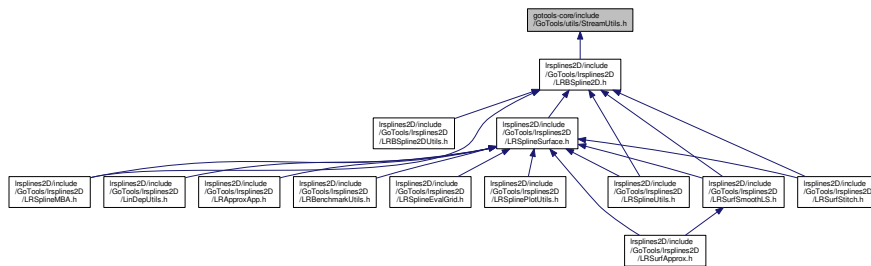 gotools-core/include
/GoTools/utils/StreamUtils.h
lrsplines2D/include
/GoTools/lrsplines2D
/LRBSpline2D.h
lrsplines2D/include
/GoTools/lrsplines2D
/LRBSpline2DUtils.h
lrsplines2D/include
/GoTools/lrsplines2D
/LRSplineSurface.h
lrsplines2D/include
/GoTools/lrsplines2D
/LRSplineMBA.h
lrsplines2D/include
/GoTools/lrsplines2D
/LinDepUtils.h
lrsplines2D/include
/GoTools/lrsplines2D
/LRApproxApp.h
lrsplines2D/include
/GoTools/lrsplines2D
/LRBenchmarkUtils.h
lrsplines2D/include
/GoTools/lrsplines2D
/LRSplineEvalGrid.h
lrsplines2D/include
/GoTools/lrsplines2D
/LRSplinePlotUtils.h
lrsplines2D/include
/GoTools/lrsplines2D
/LRSplineUtils.h
lrsplines2D/include
/GoTools/lrsplines2D
/LRSurfSmoothLS.h
lrsplines2D/include
/GoTools/lrsplines2D
/LRSurfStitch.h
lrsplines2D/include
/GoTools/lrsplines2D
/LRSurfApprox.h